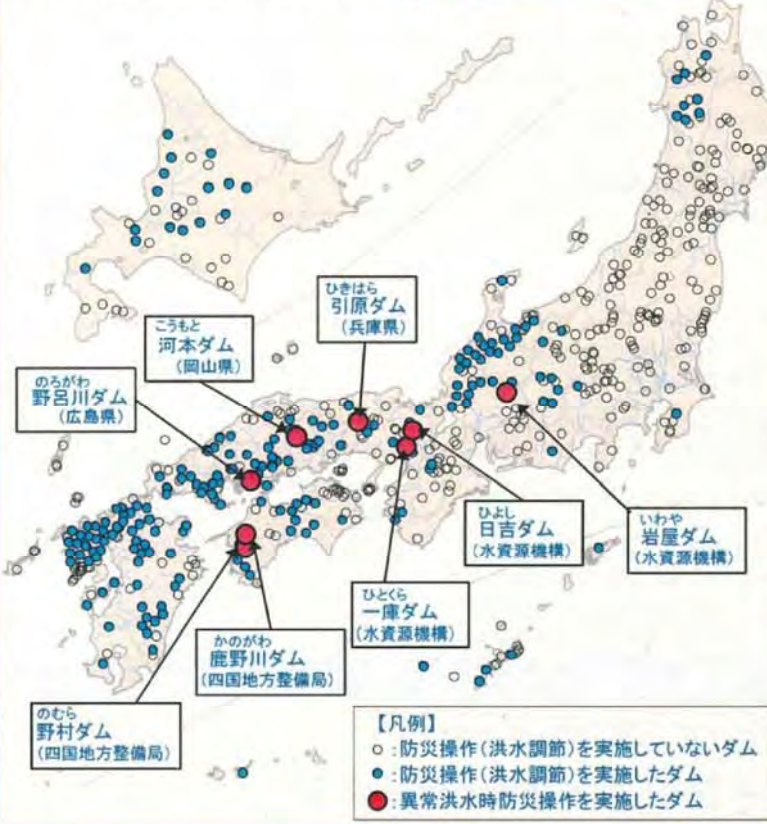 ひきはら
引原ダム
(兵庫県)
こうもと
河本ダム
(岡山県)
のろがわ
野呂川ダム
(広島県)
ひよし
日吉ダム
(水資源機構)
いわや
岩屋ダム
(水資源機構)
ひとくら
一庫ダム
(水資源機構)
かのがわ
鹿野川ダム
(四国地方整備局)
のむら
野村ダム
(四国地方整備局)
【凡例】
○:防災操作(洪水調節)を実施していないダム
●:防災操作(洪水調節)を実施したダム
●:異常洪水時防災操作を実施したダム